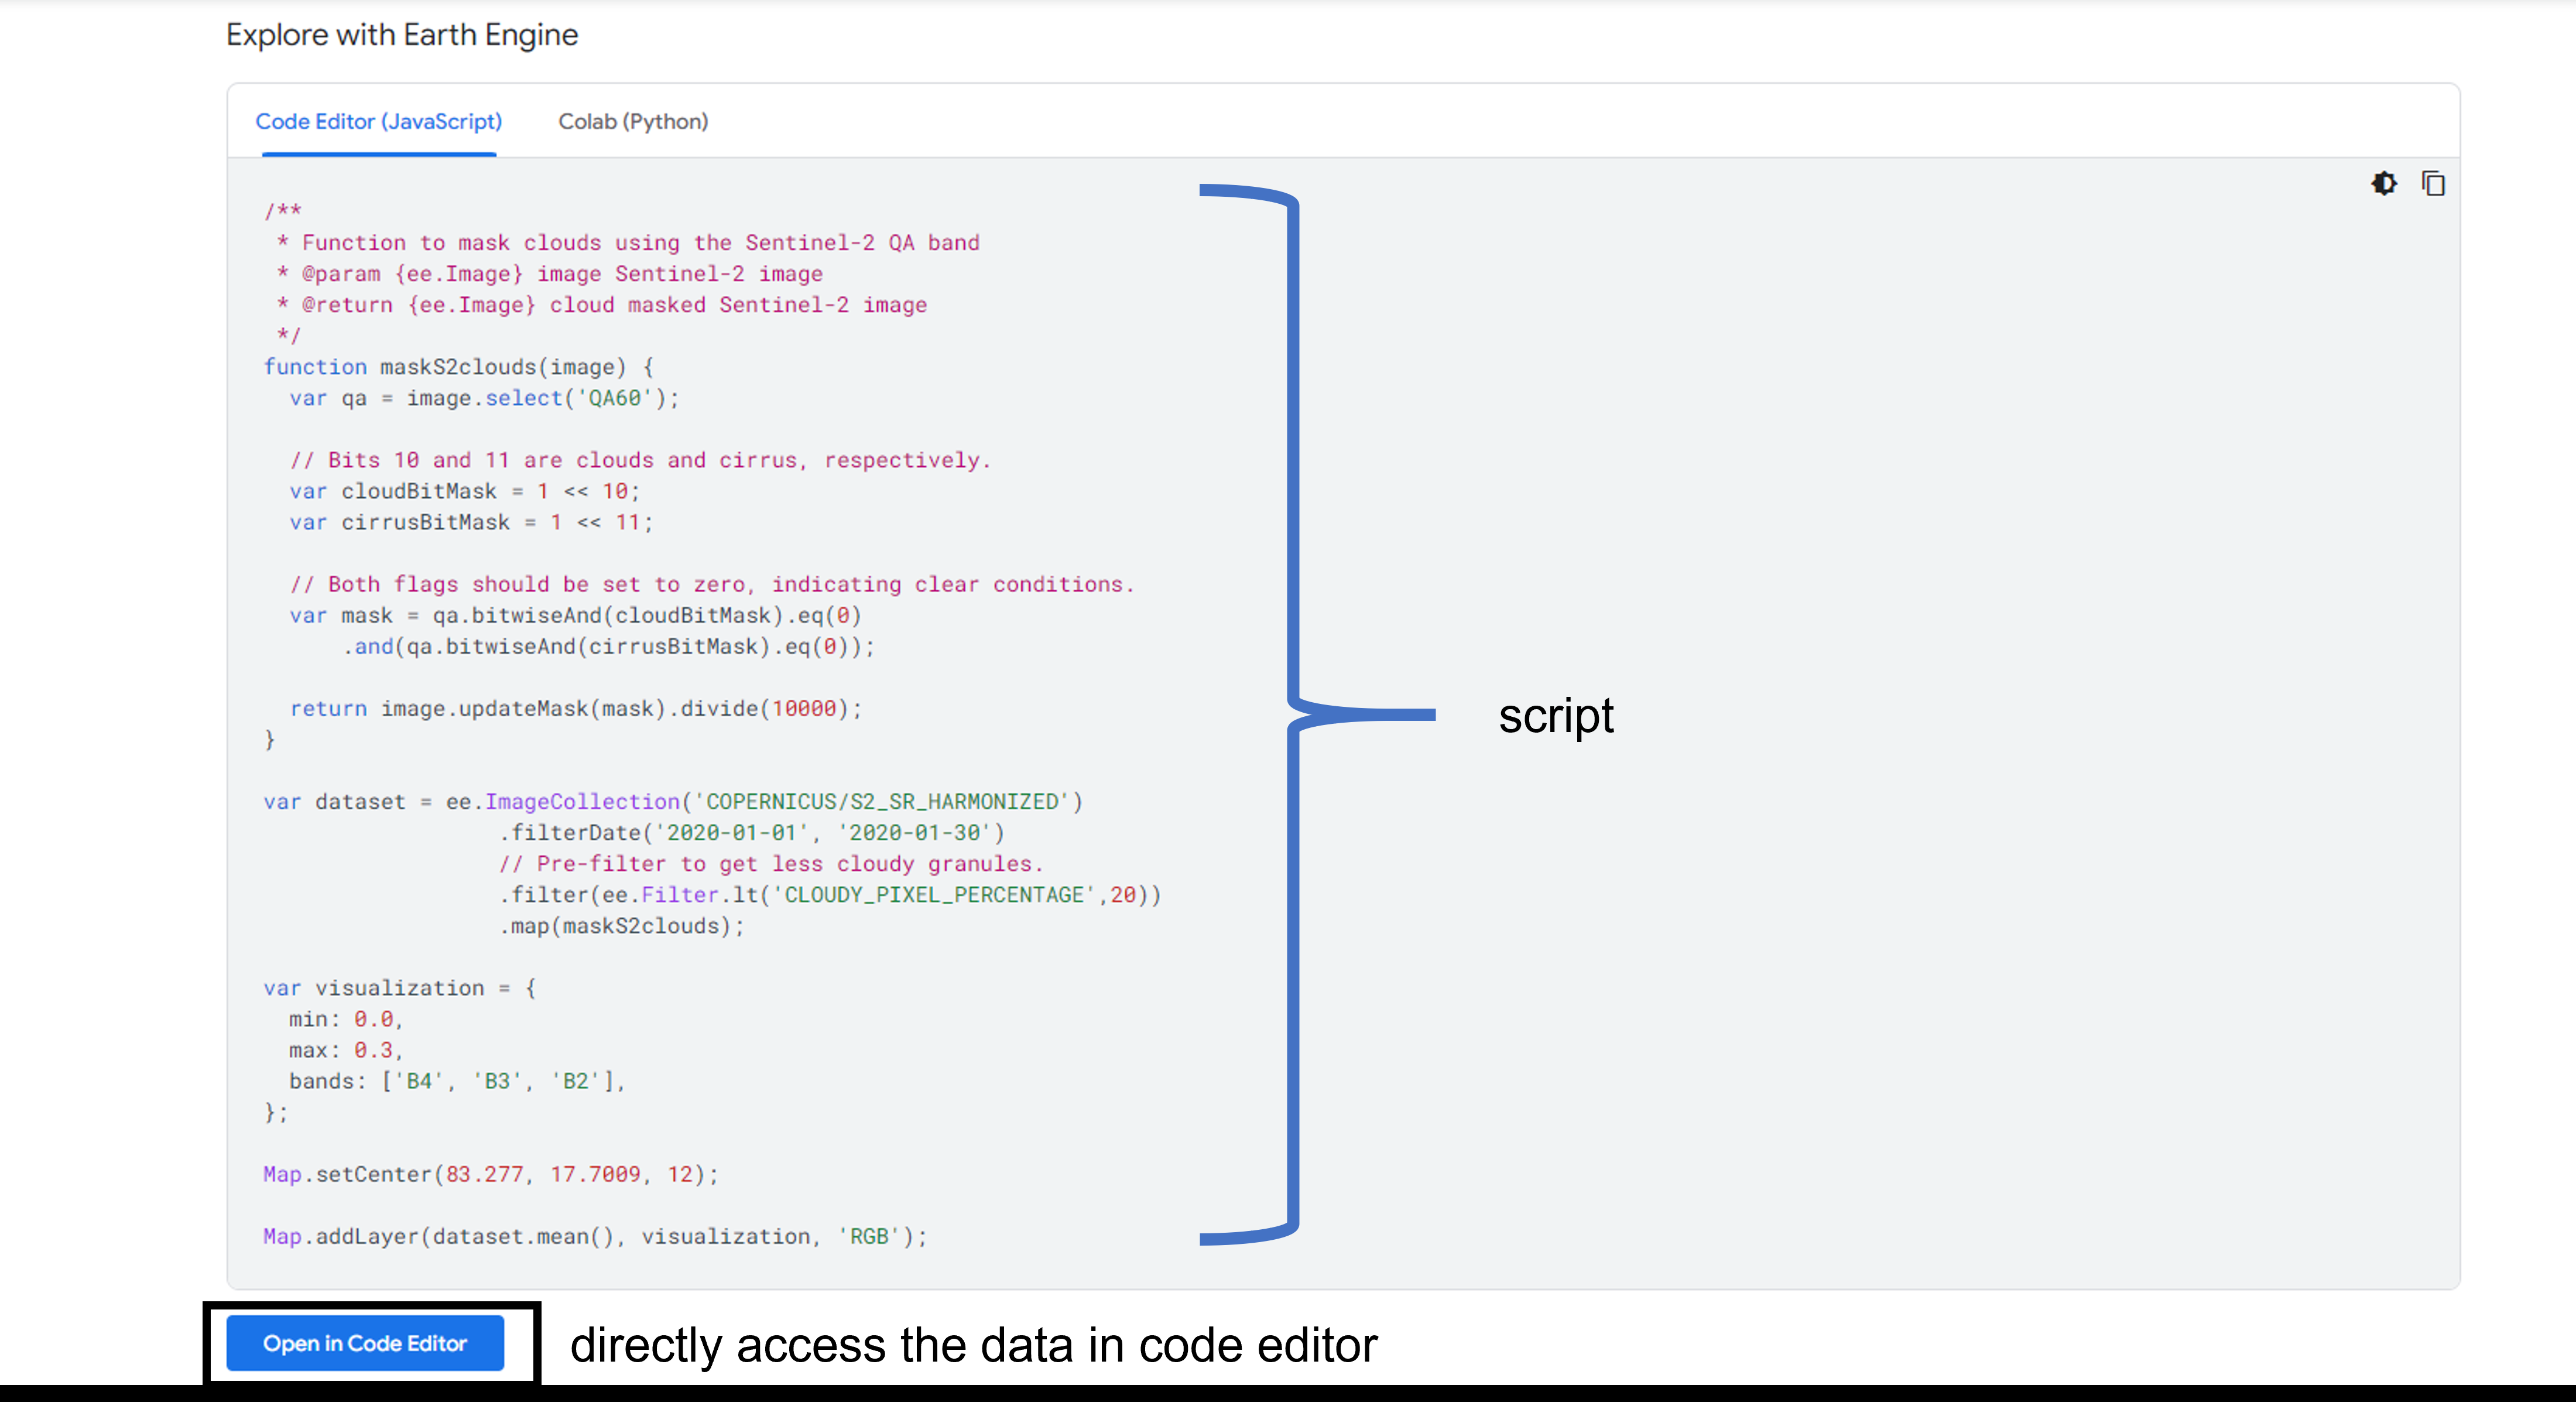 Explore with Earth Engine
Code Editor (JavaScript) Colab (Python)
/**
 * Function to mask clouds using the Sentinel-2 QA band
 * @param {ee.Image} image Sentinel-2 image
 * @return {ee.Image} cloud masked Sentinel-2 image
 */
function maskS2clouds(image) {
  var qa = image.select('QA60');
  // Bits 10 and 11 are clouds and cirrus, respectively.
  var cloudBitMask = 1 << 10;
  var cirrusBitMask = 1 << 11;
  // Both flags should be set to zero, indicating clear conditions.
  var mask = qa.bitwiseAnd(cloudBitMask).eq(0)
      .and(qa.bitwiseAnd(cirrusBitMask).eq(0));
  return image.updateMask(mask).divide(10000);
}
script
var dataset = ee.ImageCollection('COPERNICUS/S2_SR_HARMONIZED')
                  .filterDate('2020-01-01', '2020-01-30')
                  // Pre-filter to get less cloudy granules.
                  .filter(ee.Filter.lt('CLOUDY_PIXEL_PERCENTAGE',20))
                  .map(maskS2clouds);
var visualization = {
  min: 0.0,
  max: 0.3,
  bands: ['B4', 'B3', 'B2'],
};
Map.setCenter(83.277, 17.7009, 12);
Map.addLayer(dataset.mean(), visualization, 'RGB');
Open in Code Editor directly access the data in code editor